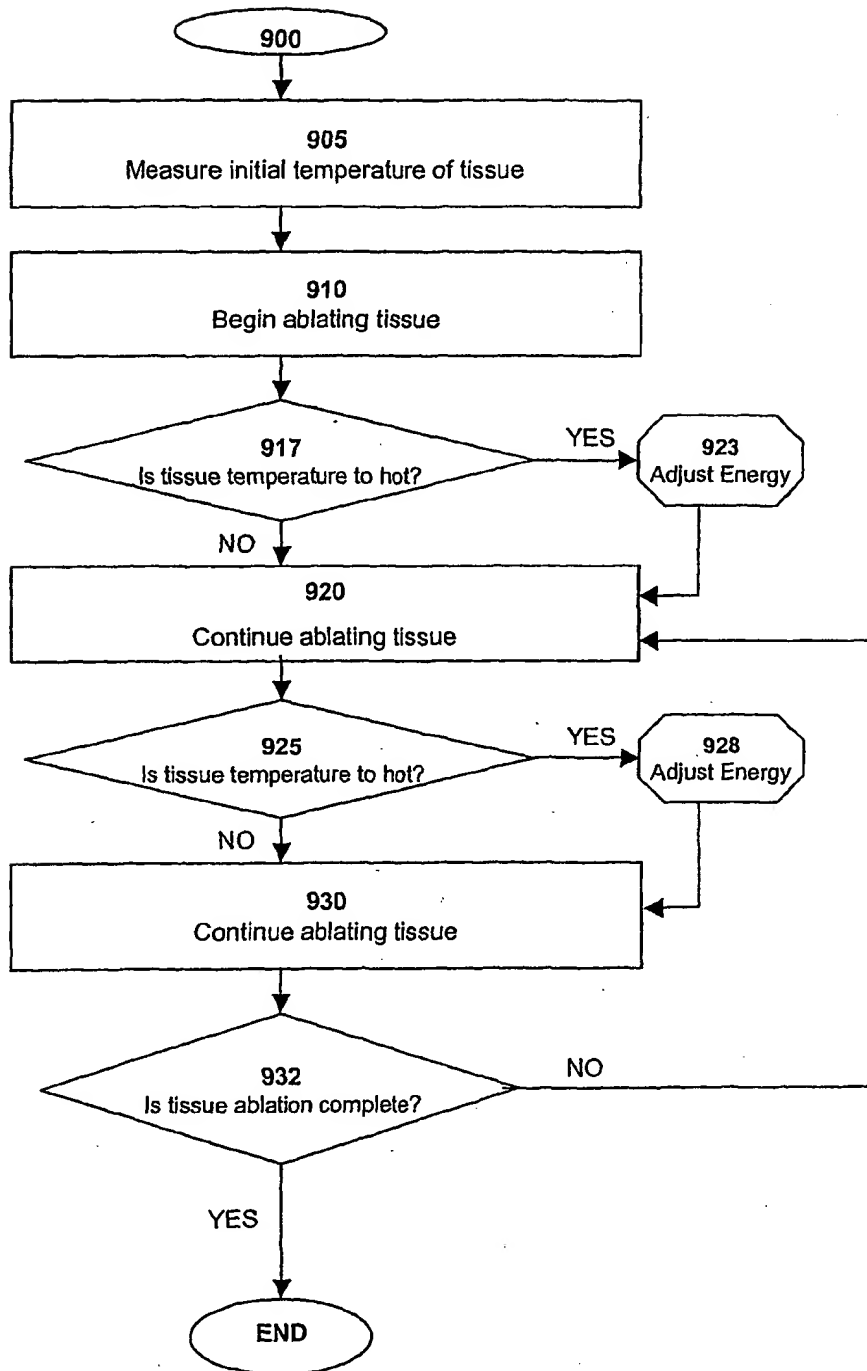 900
905
Measure initial temperature of tissue
910
Begin ablating tissue
917
Is tissue temperature to hot?
YES
923
Adjust Energy
NO
920
Continue ablating tissue
925
Is tissue temperature to hot?
YES
928
Adjust Energy
NO
930
Continue ablating tissue
932
Is tissue ablation complete?
NO
YES
END